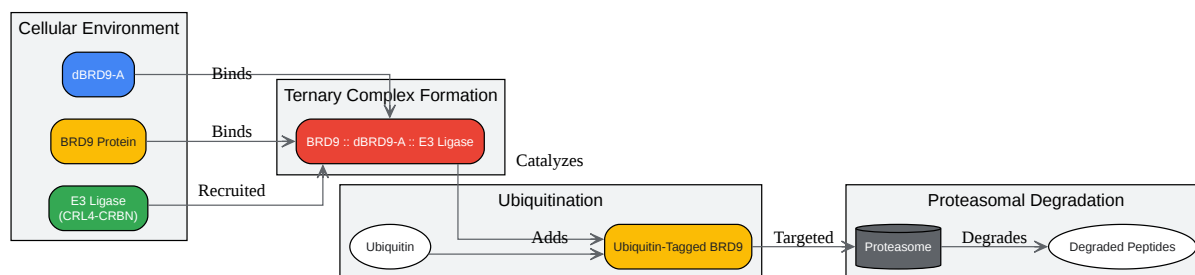 Cellular Environment
dBRD9-A
Binds
Ternary Complex Formation
BRD9 Protein
Binds
BRD9 :: dBRD9-A :: E3 Ligase
Catalyzes
E3 Ligase
(CRL4-CRBN)
Recruited
Ubiquitination
Ubiquitin
Adds
Ubiquitin-Tagged BRD9
Targeted
Proteasomal Degradation
Proteasome
Degrades
Degraded Peptides